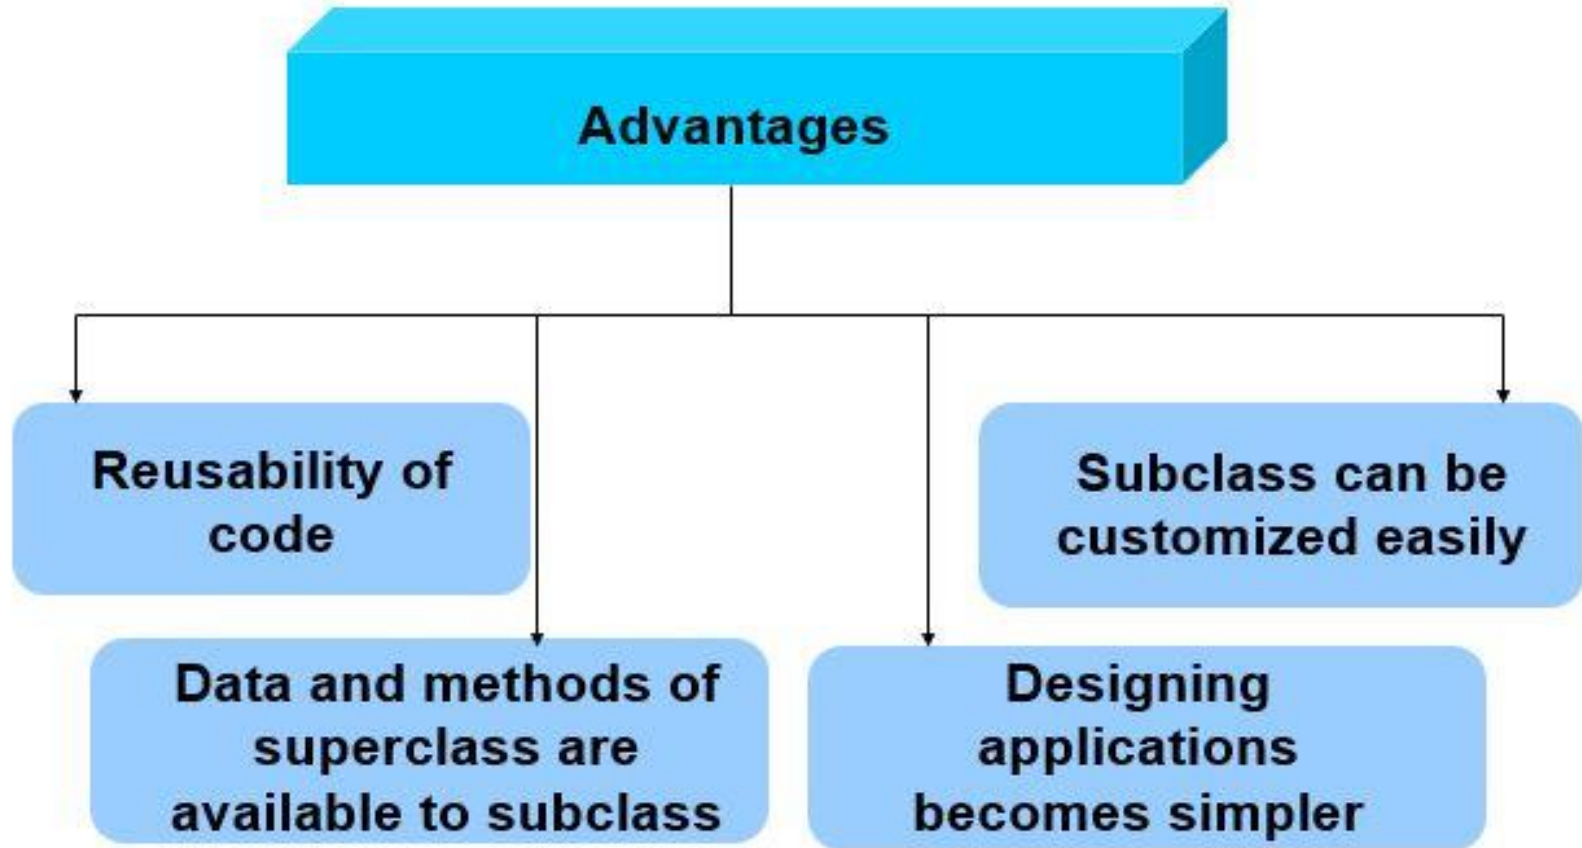 Advantages
Reusability of
code
Subclass can be
customized easily
Data and methods of
superclass are
available to subclass
Designing
applications
becomes simpler